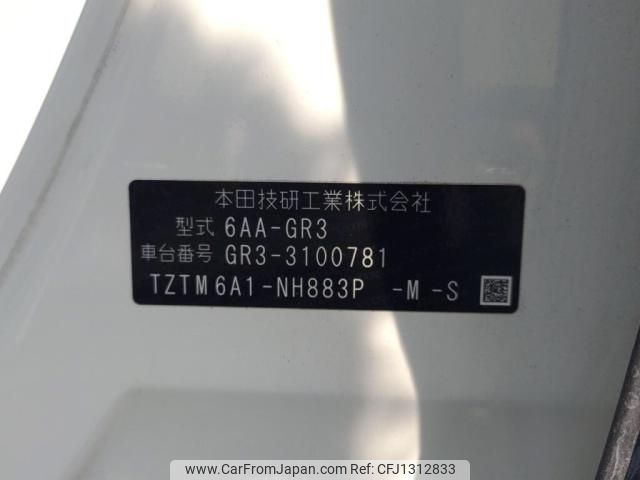 本田技研工業株式会社
型式 6AA-GR3
車台番号 GR3-3100781
TZTM6A1-NH883P -M-S
www.CarFromJapan.com - CFJ1312833